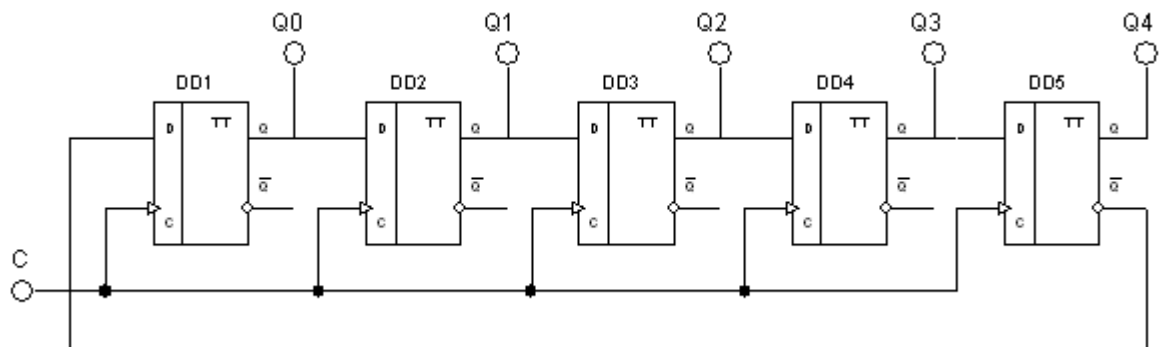 Q0 Q1 Q2 Q3 Q4
DD1 DD2 DD3 DD4 DD5
D TT Q D TT Q D TT Q D TT Q D TT Q
Q̅ Q̅ Q̅ Q̅ Q̅
C C C C C
C